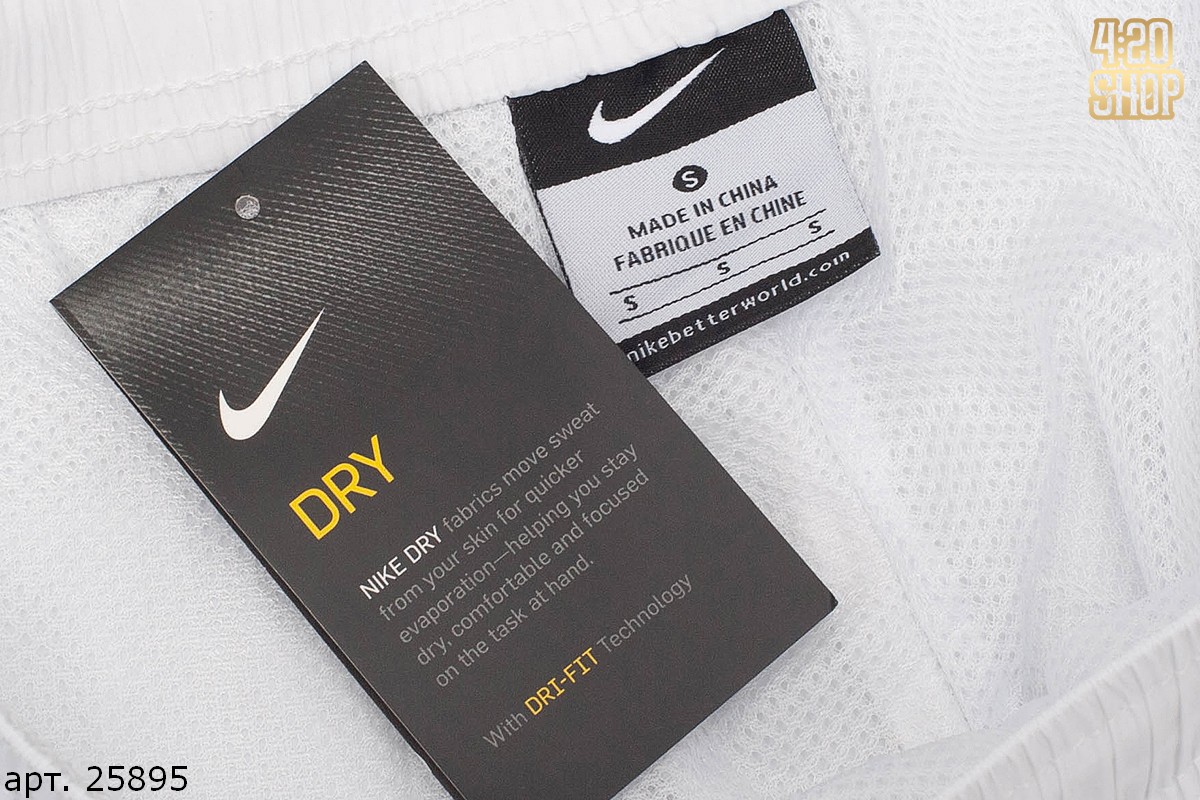 4:20
SHOP
S
MADE IN CHINA
FABRIQUE EN CHINE
S S S
nikebetterworld.com
DRY
NIKE DRY fabrics move sweat
from your skin for quicker
evaporation—helping you stay
dry, comfortable and focused
on the task at hand.
With DRI-FIT Technology
арт. 25895